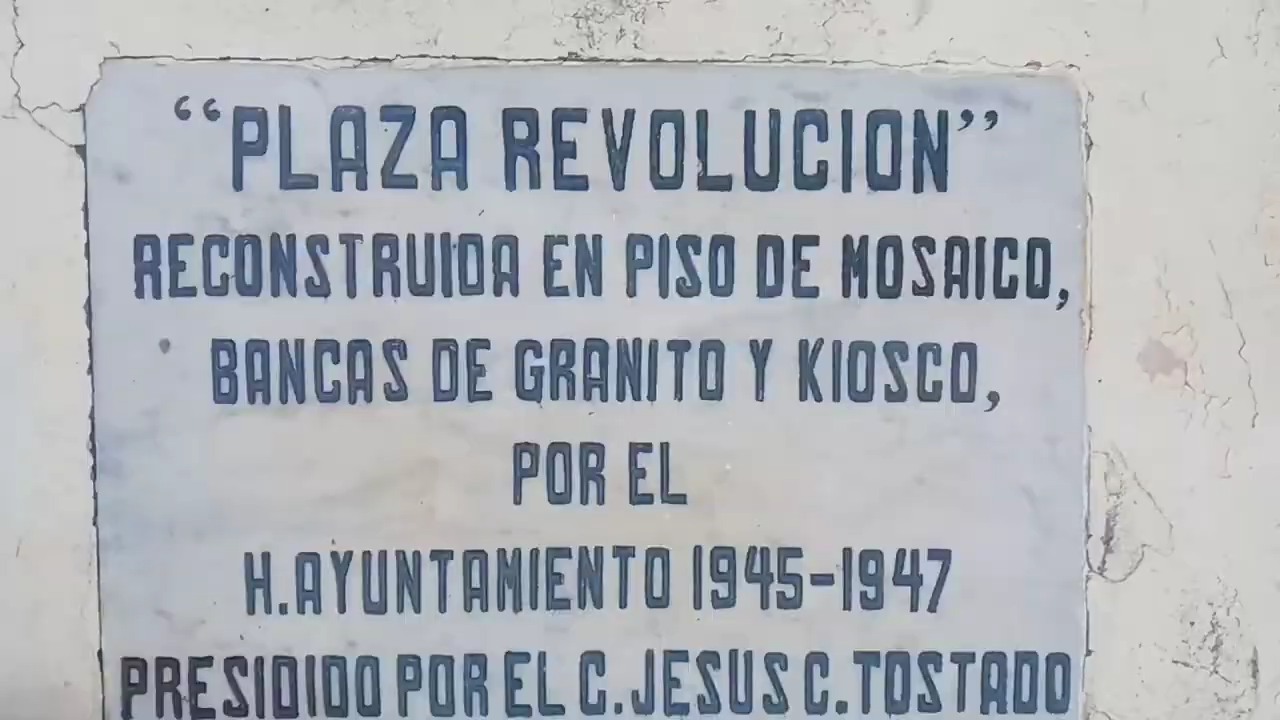 “PLAZA REVOLUCION”
RECONSTRUIDA EN PISO DE MOSAICO,
BANCAS DE GRANITO Y KIOSCO,
POR EL
H. AYUNTAMIENTO 1945-1947
PRESIDIDO POR EL C. JESUS C. TOSTADO